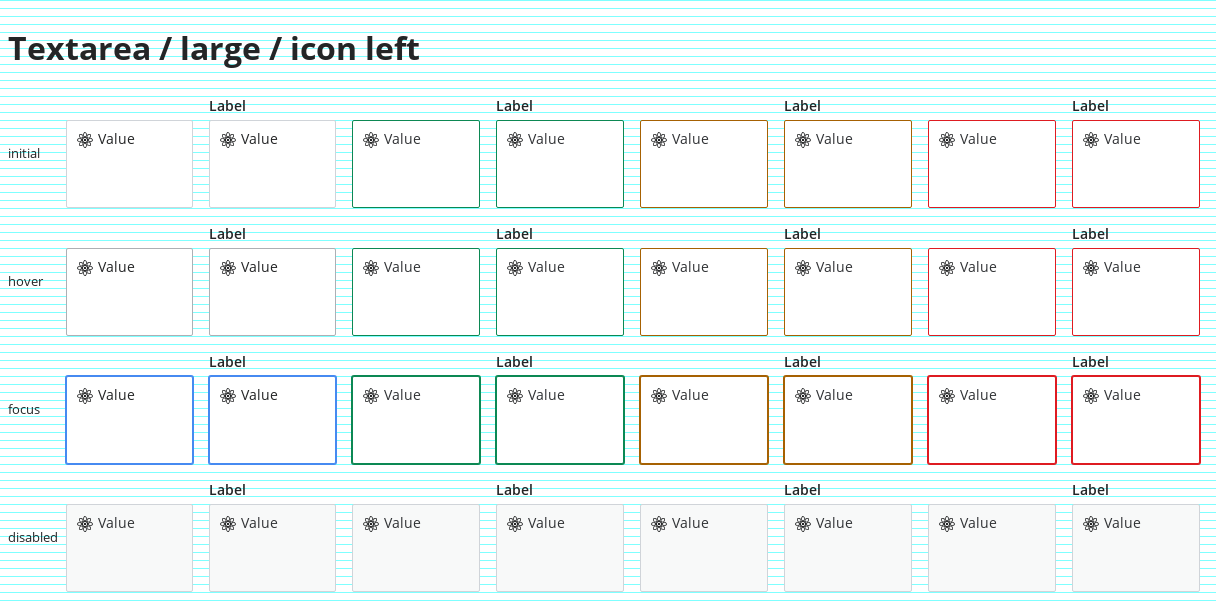 Textarea / large / icon left
Label Label Label Label
initial Value Value Value Value Value Value Value Value
Label Label Label Label
hover Value Value Value Value Value Value Value Value
Label Label Label Label
focus Value Value Value Value Value Value Value Value
Label Label Label Label
disabled Value Value Value Value Value Value Value Value